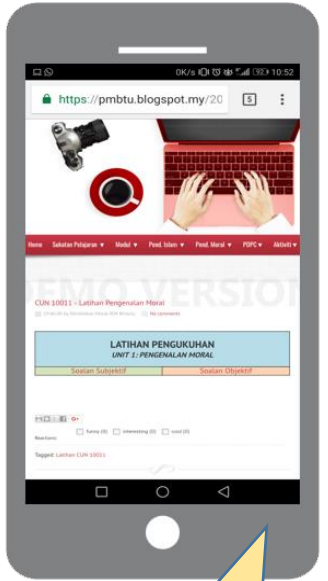 0K/s 10:52
https://pmbtu.blogspot.my/20 5
Home Sukatan Pelajaran Modul Pend. Islam Pend. Moral PDPC Aktiviti
DEMO VERSION
CUN 10011 - Latihan Pengenalan Moral
No comments
LATIHAN PENGUKUHAN
UNIT 1: PENGENALAN MORAL
Soalan Subjektif Soalan Objektif
Reactions: funny (0) interesting (0) cool (0)
Tagged: Latihan CUN 10011